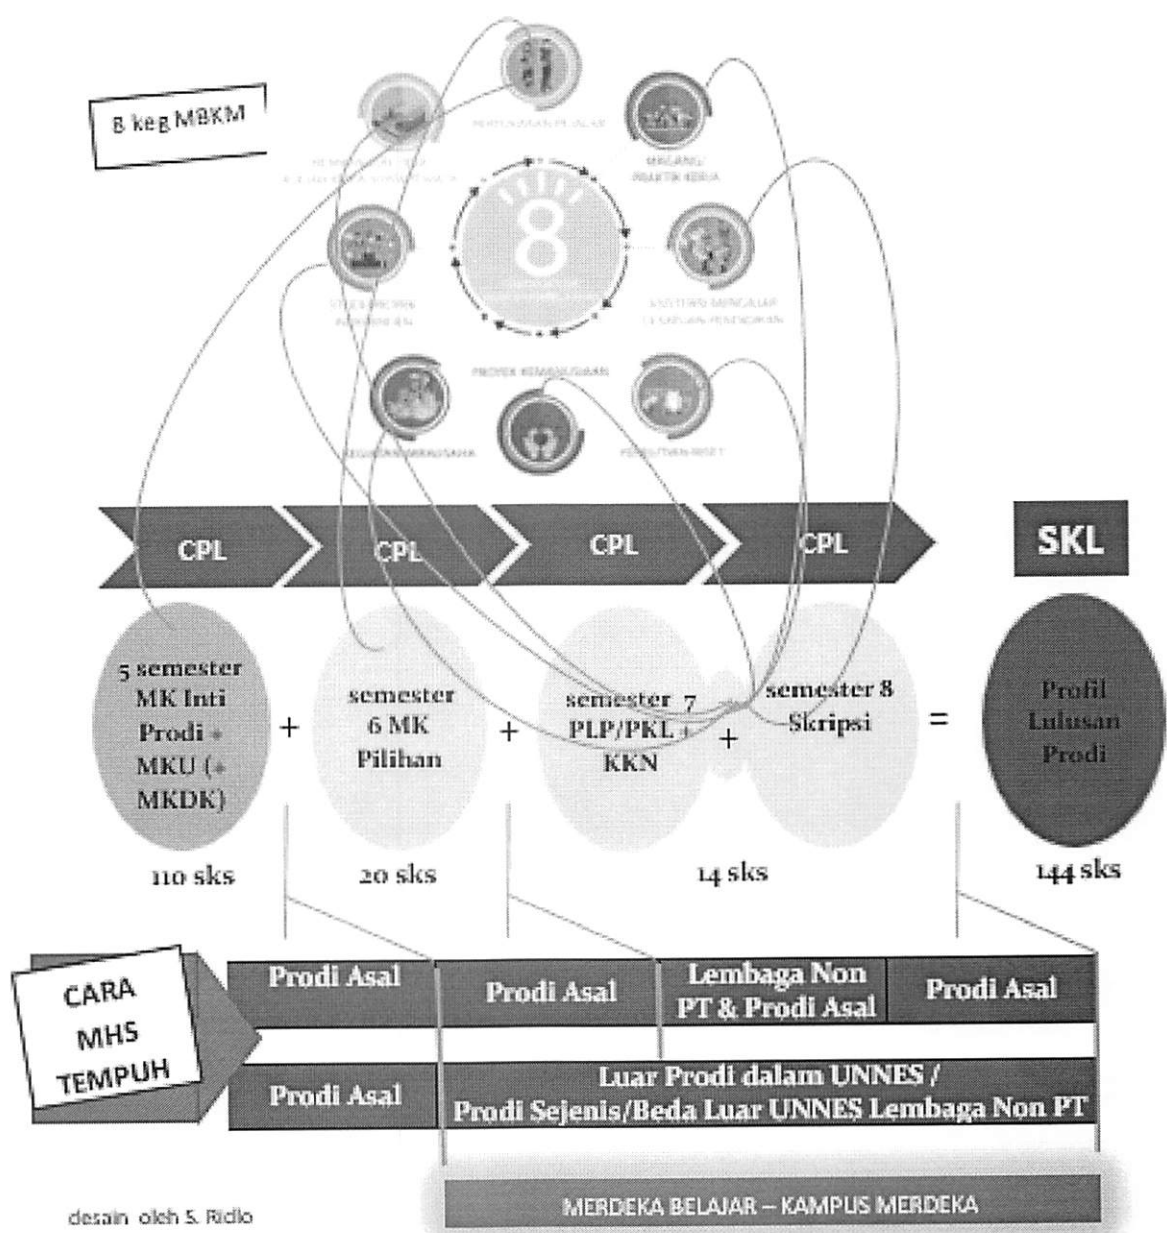 8 keg MBKM
PERTUKARAN PELAJAR
MAGANG/
PRAKTIK KERJA
8
PROYEK KEMANUSIAAN
CPL
CPL
CPL
CPL
SKL
5 semester
MK Inti
Prodi +
MKU (+
MKDK)
+
semester
6 MK
Pilihan
+
semester 7
PLP/PKL +
KKN
+
semester 8
Skripsi
=
Profil
Lulusan
Prodi
110 sks
20 sks
14 sks
144 sks
CARA
MHS
TEMPUH
Prodi Asal
Prodi Asal
Lembaga Non
PT & Prodi Asal
Prodi Asal
Prodi Asal
Luar Prodi dalam UNNES /
Prodi Sejenis/Beda Luar UNNES Lembaga Non PT
MERDEKA BELAJAR – KAMPUS MERDEKA
desain oleh S. Ridlo